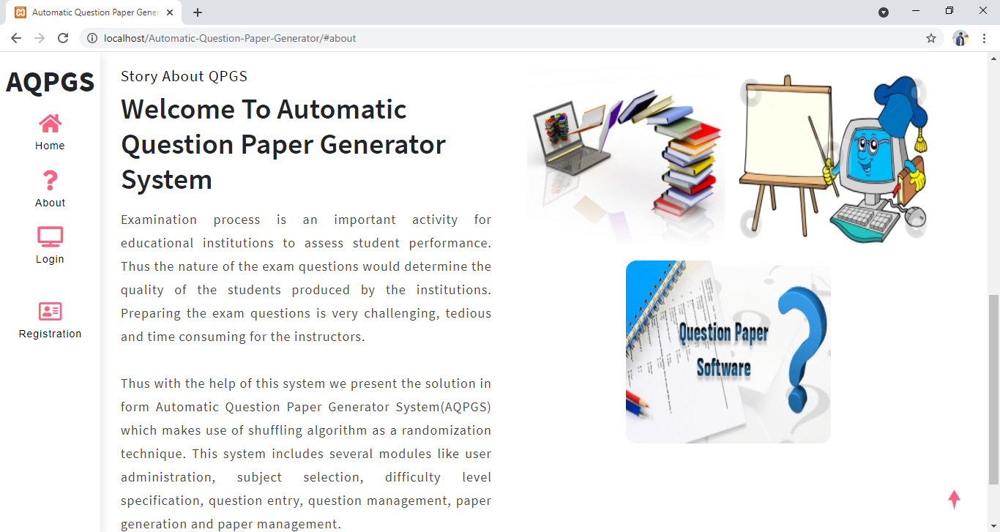 Automatic Question Paper Gener
localhost/Automatic-Question-Paper-Generator/#about
AQPGS
Home
About
Login
Registration
Story About QPGS
Welcome To Automatic
Question Paper Generator
System
Examination process is an important activity for
educational institutions to assess student performance.
Thus the nature of the exam questions would determine the
quality of the students produced by the institutions.
Preparing the exam questions is very challenging, tedious
and time consuming for the instructors.
Thus with the help of this system we present the solution in
form Automatic Question Paper Generator System(AQPGS)
which makes use of shuffling algorithm as a randomization
technique. This system includes several modules like user
administration, subject selection, difficulty level
specification, question entry, question management, paper
generation and paper management.
Question Paper
Software